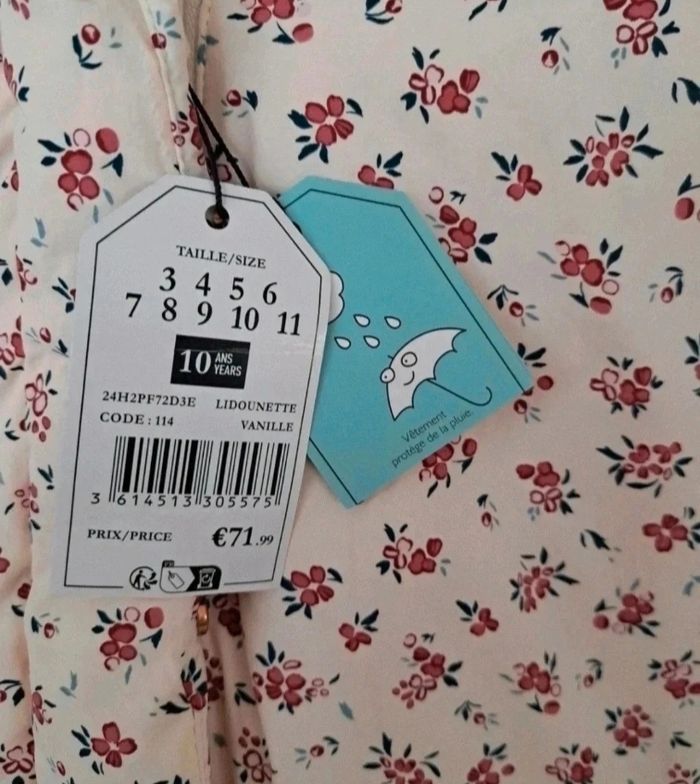 TAILLE/SIZE
3 4 5 6
7 8 9 10 11
10 ANS
YEARS
24H2PF72D3E LIDOUNETTE
CODE : 114 VANILLE
3 614513 305575
PRIX/PRICE €71.99
Vêtement
protège de la pluie.